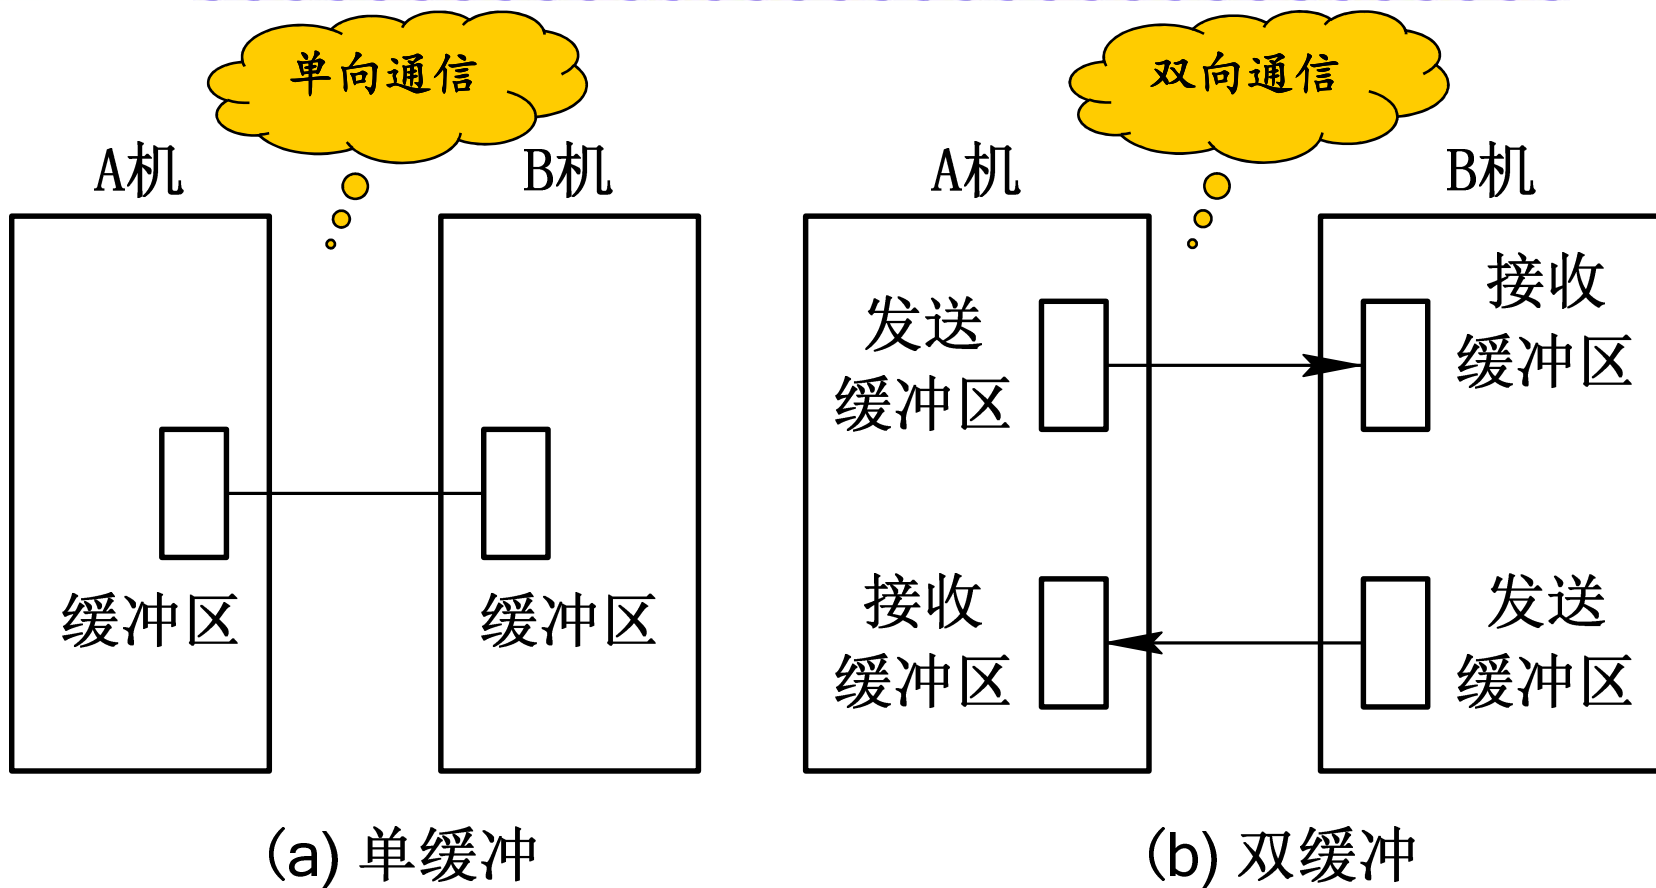 单向通信
A机
B机
缓冲区
缓冲区
(a) 单缓冲
双向通信
A机
B机
发送
缓冲区
接收
缓冲区
接收
缓冲区
发送
缓冲区
(b) 双缓冲